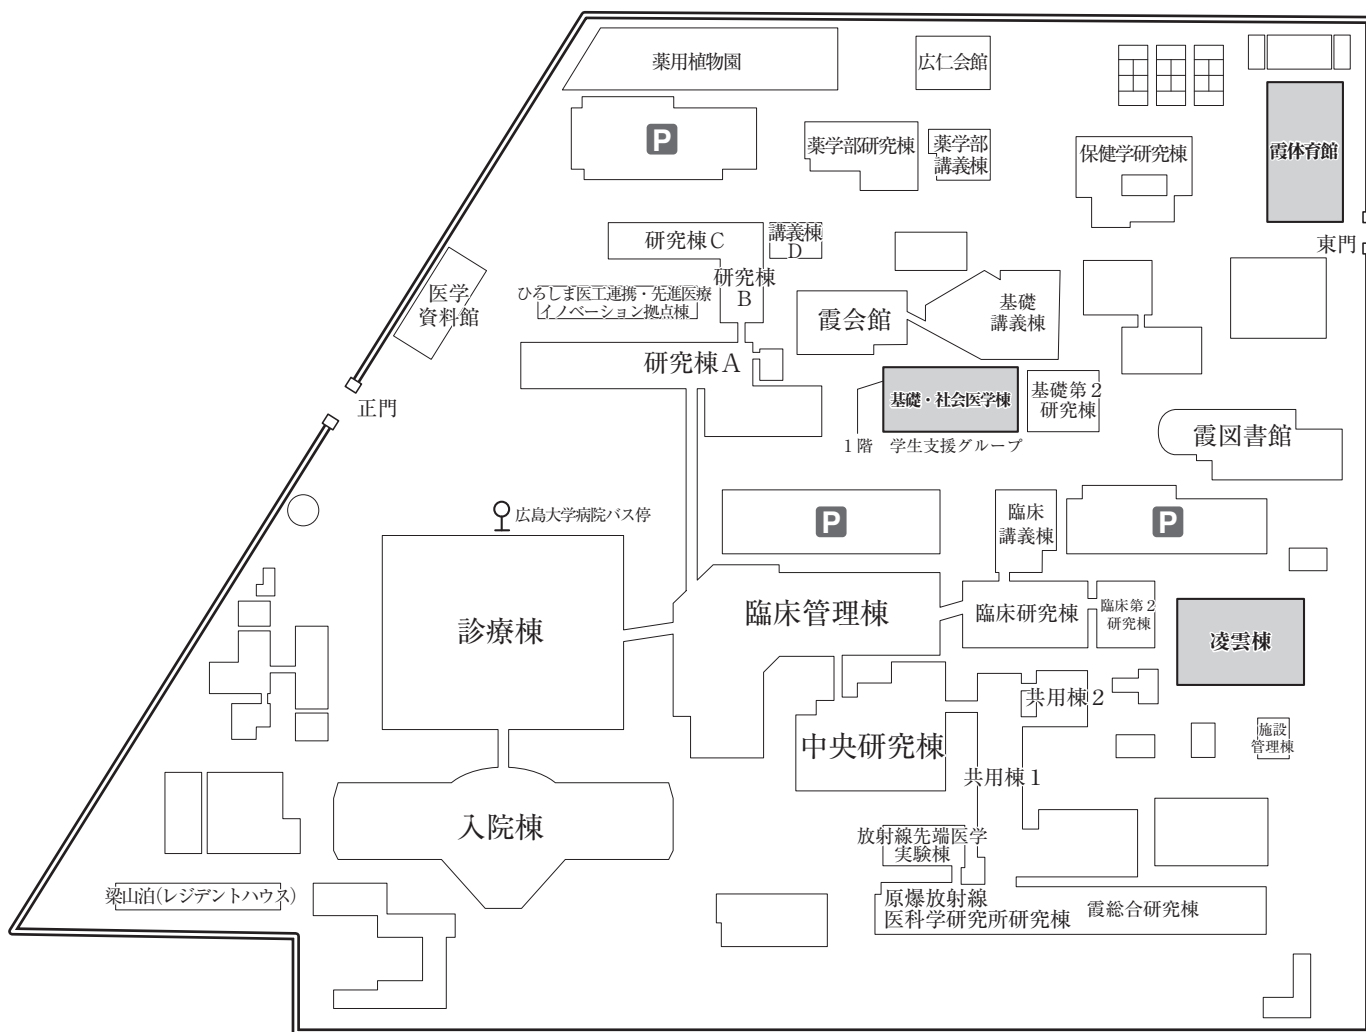 薬用植物園
広仁会館
P
薬学部研究棟
薬学部
講義棟
保健学研究棟
霞体育館
東門
研究棟C
講義棟
D
研究棟
B
医学
資料館
ひろしま医工連携・先進医療
イノベーション拠点棟
霞会館
基礎
講義棟
研究棟A
正門
基礎・社会医学棟
基礎第2
研究棟
1階 学生支援グループ
霞図書館
広島大学病院バス停
P
臨床
講義棟
P
診療棟
臨床管理棟
臨床研究棟
臨床第2
研究棟
凌雲棟
共用棟2
中央研究棟
施設
管理棟
共用棟1
入院棟
放射線先端医学
実験棟
梁山泊(レジデントハウス)
原爆放射線
医科学研究所研究棟
霞総合研究棟